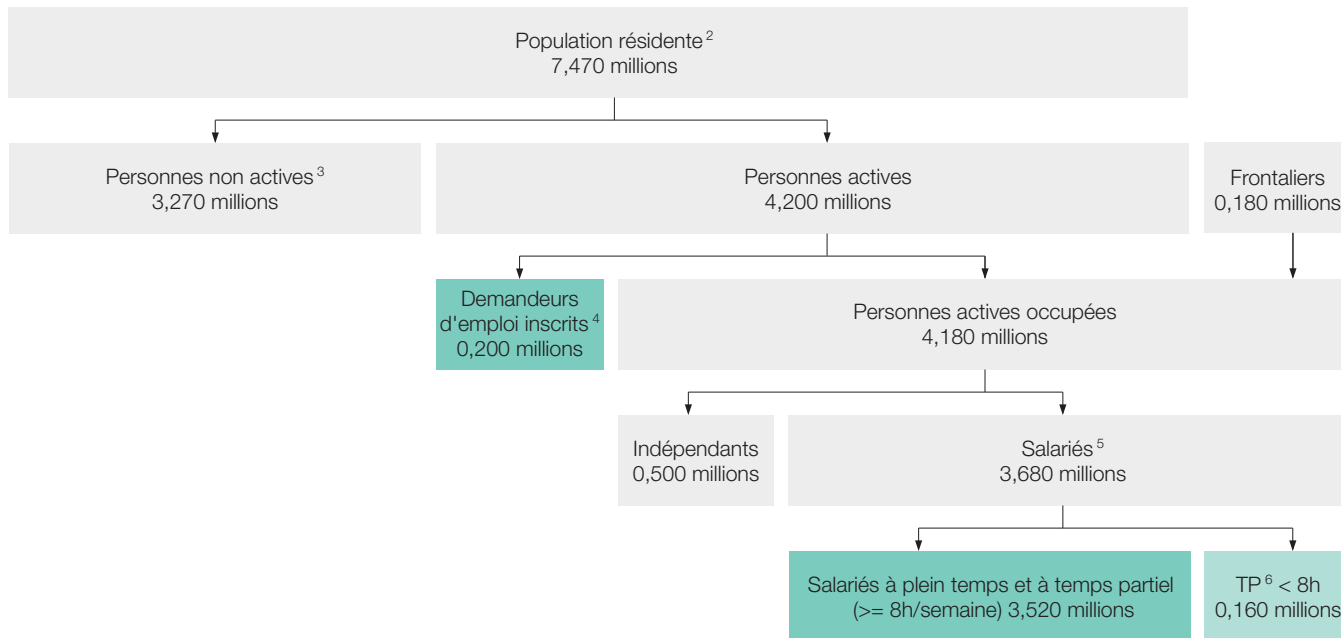 Population résidente 2
7,470 millions
Personnes non actives 3
3,270 millions
Personnes actives
4,200 millions
Frontaliers
0,180 millions
Demandeurs
d'emploi inscrits 4
0,200 millions
Personnes actives occupées
4,180 millions
Indépendants
0,500 millions
Salariés 5
3,680 millions
Salariés à plein temps et à temps partiel
(>= 8h/semaine) 3,520 millions
TP 6 < 8h
0,160 millions